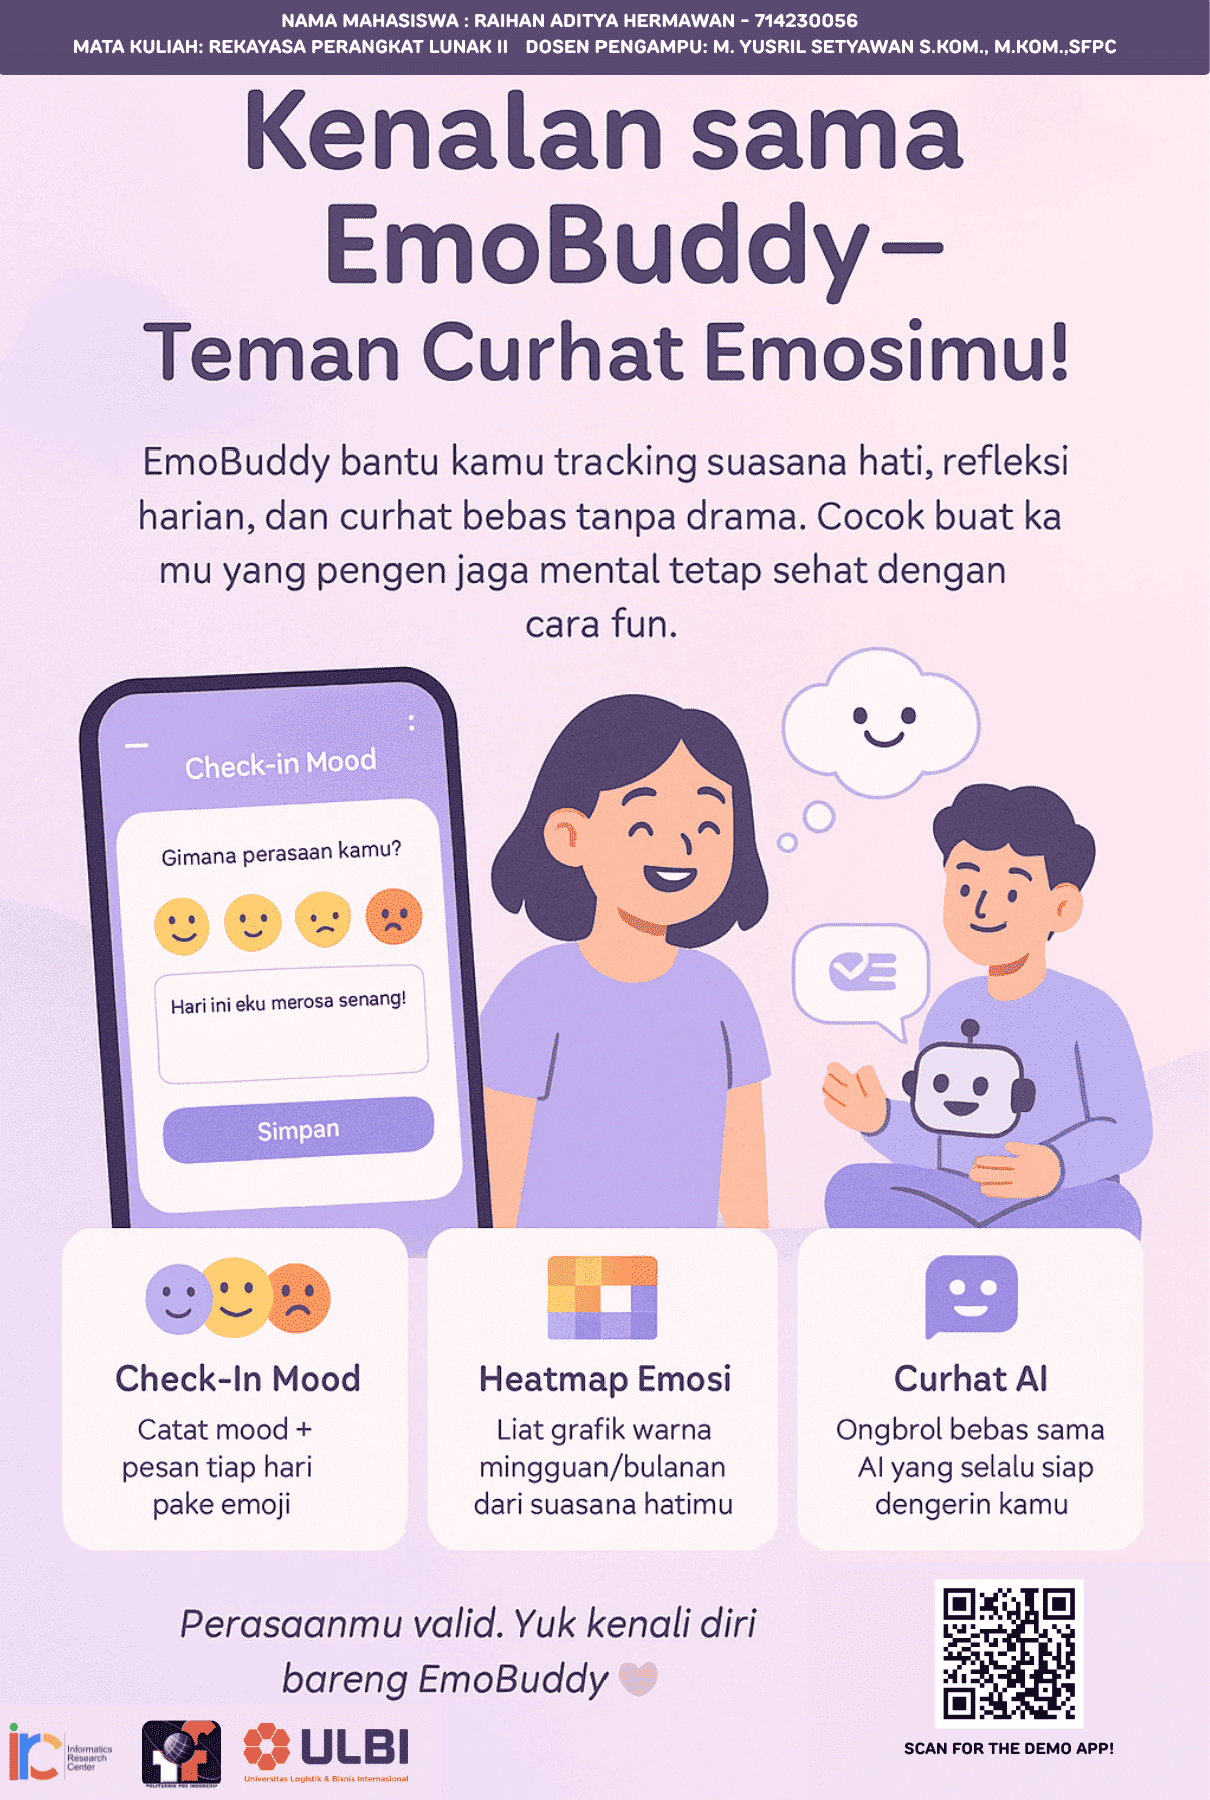 NAMA MAHASISWA : RAIHAN ADITYA HERMAWAN - 714230056
MATA KULIAH: REKAYASA PERANGKAT LUNAK II DOSEN PENGAMPU: M. YUSRIL SETYAWAN S.KOM., M.KOM.,SFPC
Kenalan sama
EmoBuddy–
Teman Curhat Emosimu!
EmoBuddy bantu kamu tracking suasana hati, refleksi
harian, dan curhat bebas tanpa drama. Cocok buat ka
mu yang pengen jaga mental tetap sehat dengan
cara fun.
Check-in Mood
Gimana perasaan kamu?
Hari ini eku merosa senang!
Simpan
Check-In Mood
Catat mood +
pesan tiap hari
pake emoji
Heatmap Emosi
Liat grafik warna
mingguan/bulanan
dari suasana hatimu
Curhat AI
Ongbrol bebas sama
AI yang selalu siap
dengerin kamu
Perasaanmu valid. Yuk kenali diri
bareng EmoBuddy
SCAN FOR THE DEMO APP!
irc
Informatics
Research
Center
ULBI
Universitas Logistik & Bisnis Internasional